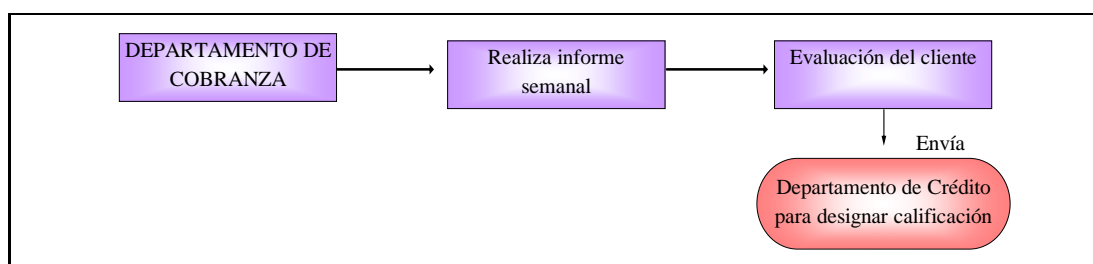 DEPARTAMENTO DE
COBRANZA
Realiza informe
semanal
Evaluación del cliente
Envía
Departamento de Crédito
para designar calificación